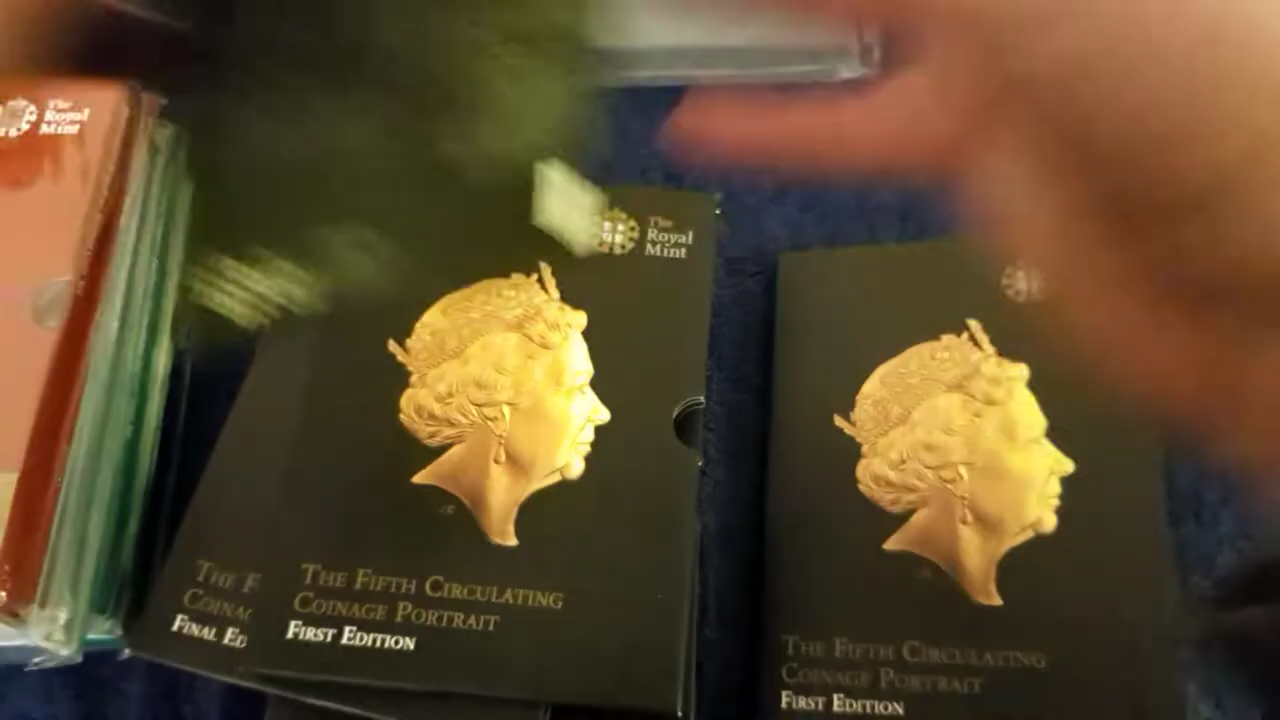 The
Royal
Mint
The
Royal
Mint
The F
Coinag
Final Ed
The Fifth Circulating
Coinage Portrait
First Edition
The Fifth Circulating
Coinage Portrait
First Edition